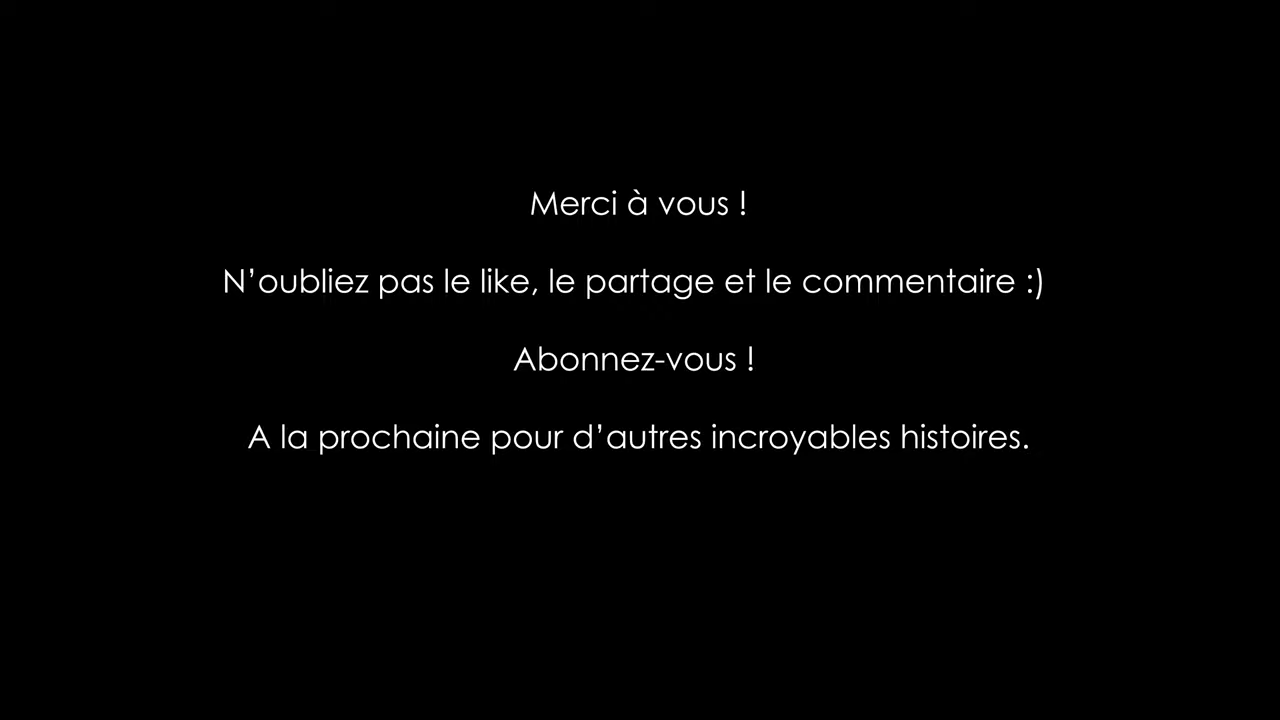 Merci à vous !
N’oubliez pas le like, le partage et le commentaire :)
Abonnez-vous !
A la prochaine pour d’autres incroyables histoires.